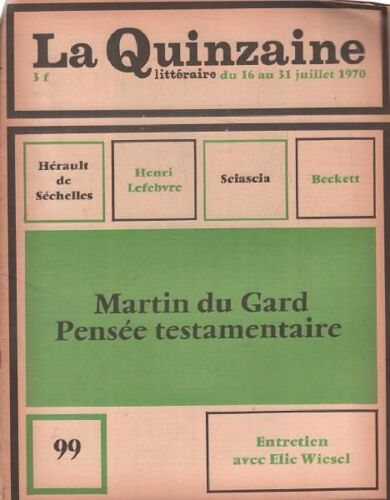 La Quinzaine
3 f littéraire du 16 au 31 juillet 1970
Hérault
de
Séchelles
Henri
Lefebvre
Sciascia
Beckett
Martin du Gard
Pensée testamentaire
99
Entretien
avec Elie Wiesel